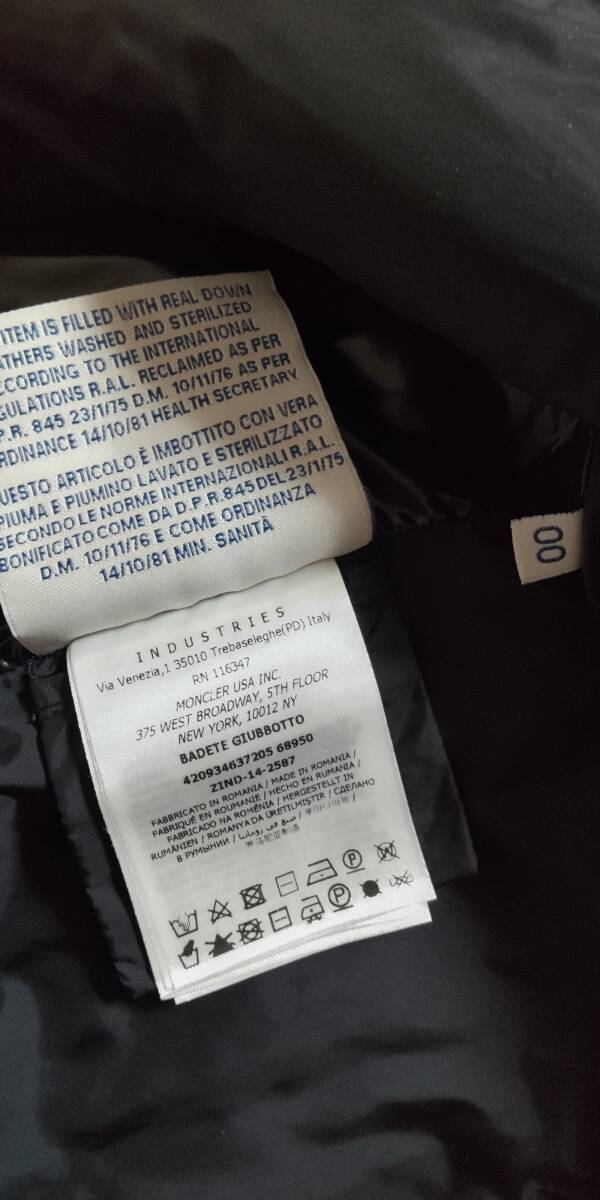 ITEM IS FILLED WITH REAL DOWN
WASHED AND STERILIZED
ACCORDING TO THE INTERNATIONAL
R.A.L. RECLAIMED AS PER
845 23/1/75 D.M. 10/11/76 AS PER
14/10/81 HEALTH SECRETARY
ARTICOLO È IMBOTTITO CON VERA
PIUMA E PIUMINO LAVATO E STERILIZZATO
SECONDO LE NORME INTERNAZIONALI R.A.L.
BONIFICATO COME DA D.P.R. 845 DEL 23/1/75
D.M. 10/11/76 E COME ORDINANZA
14/10/81 MIN. SANITÀ
00
INDUSTRIES
Via Venezia,1 35010 Trebaseleghe(PD) Italy
RN 116347
MONCLER USA INC.
375 WEST BROADWAY, 5TH FLOOR
NEW YORK, 10012 NY
BADETE GIUBBOTTO
420934637205 68950
ZIND-14-2587
FABBRICATO IN ROMANIA / MADE IN ROMANIA /
FABRIQUÉ EN ROUMANIE / HECHO EN RUMANIA /
FABRICADO NA ROMÉNIA / HERGESTELLT IN
RUMÄNIEN / ROMANYA'DA ÜRETILMIŞTIR / СДЕЛАНО
В РУМЫНИИ / صنع في رومانيا /